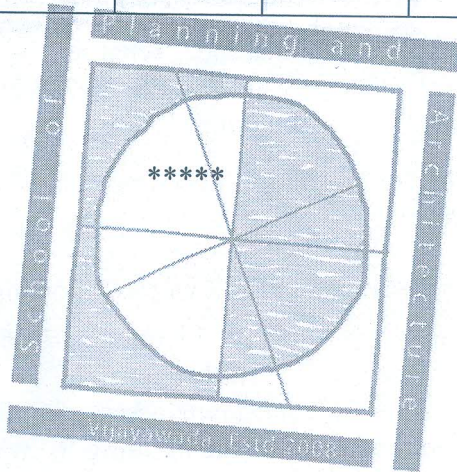 School of
Planning and
Architecture
*****
Vijayawada Estd 2008